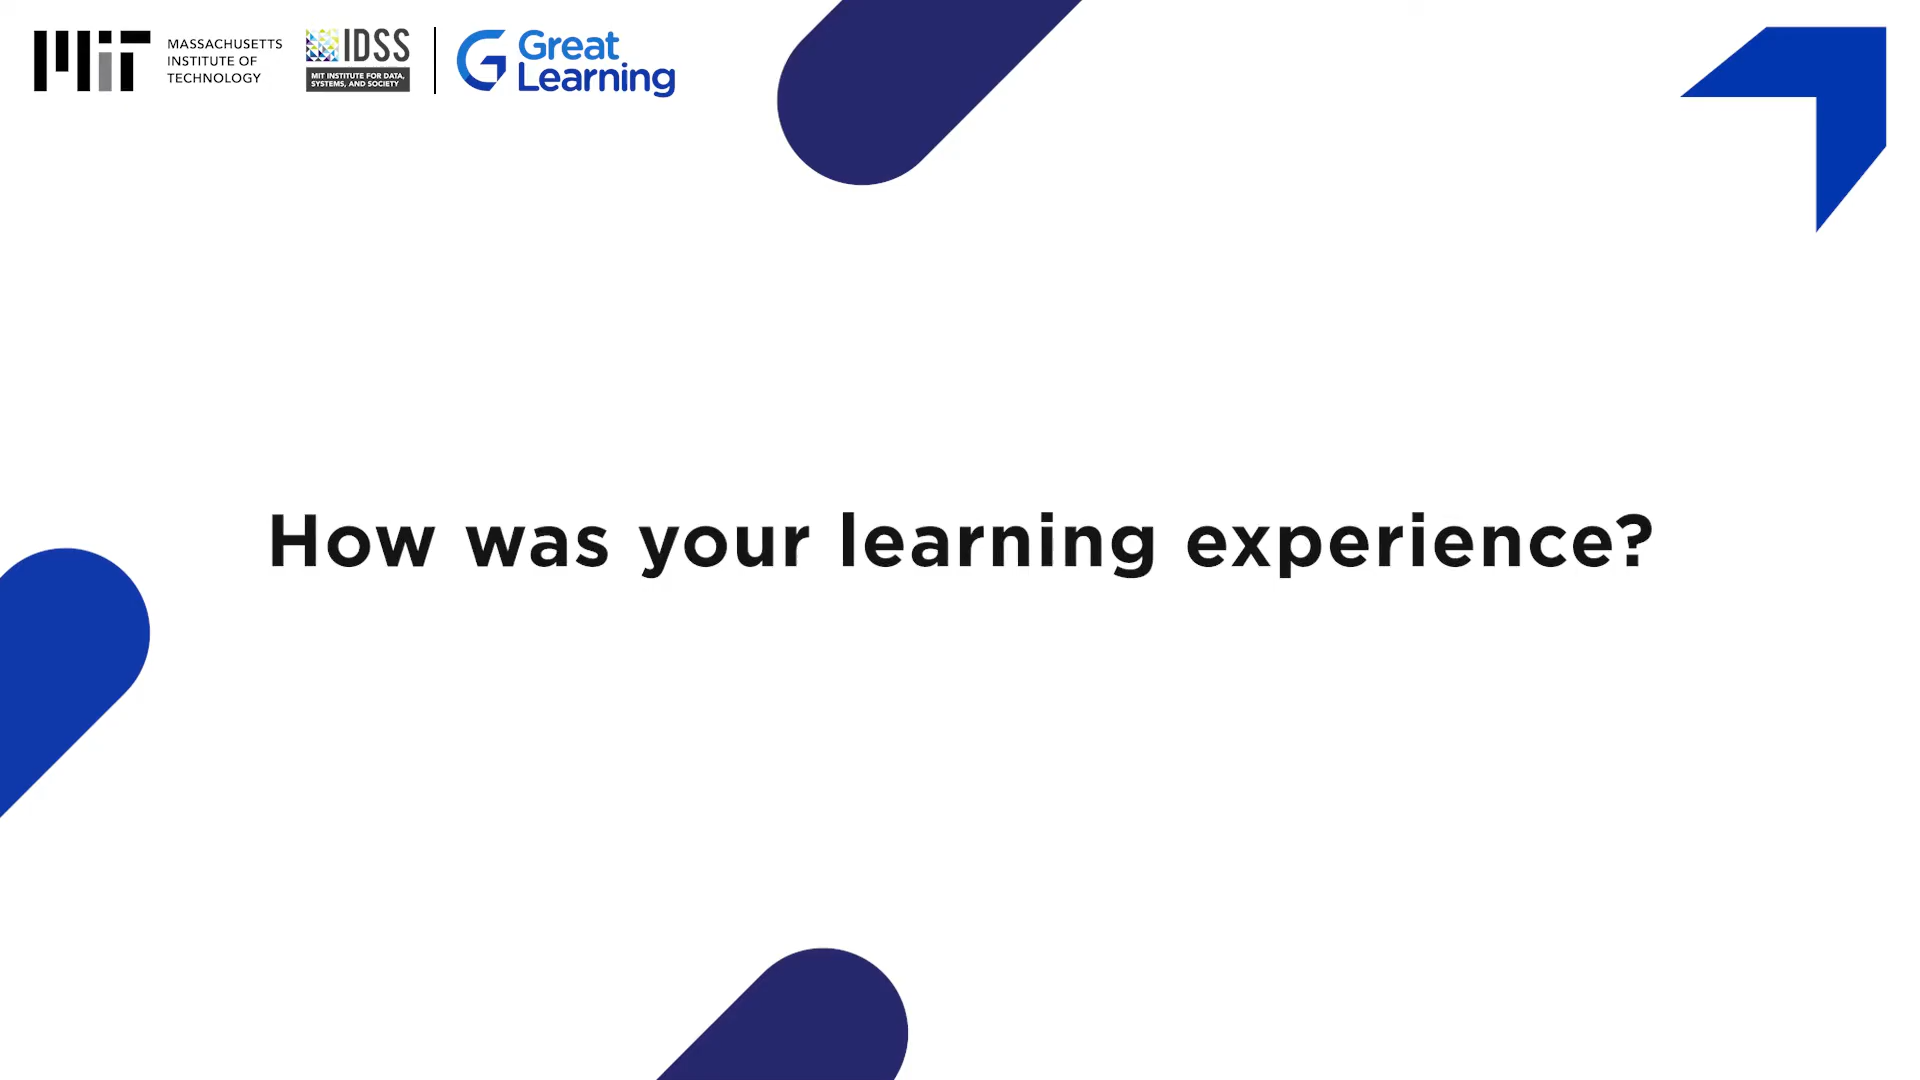 MIT
MASSACHUSETTS
INSTITUTE OF
TECHNOLOGY
IDSS
MIT INSTITUTE FOR DATA,
SYSTEMS, AND SOCIETY
Great
Learning
How was your learning experience?